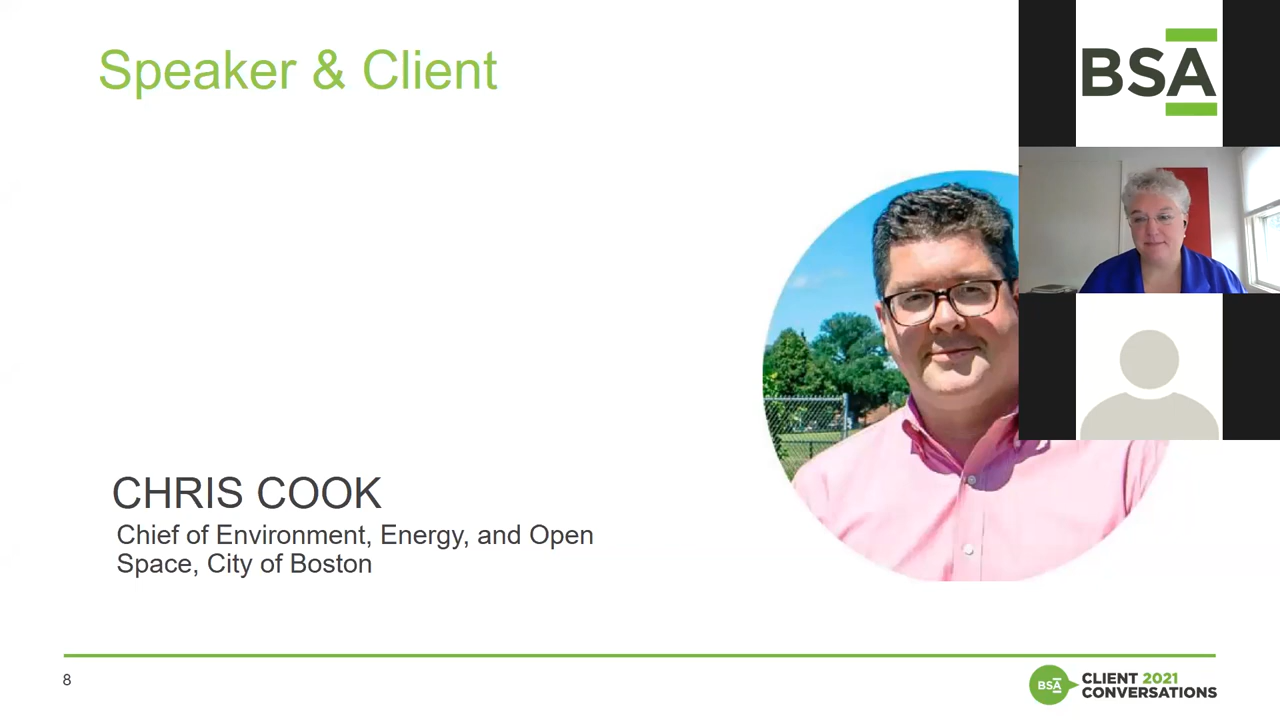 Speaker & Client
BSA
CHRIS COOK
Chief of Environment, Energy, and Open
Space, City of Boston
8
BSA
CLIENT 2021
CONVERSATIONS